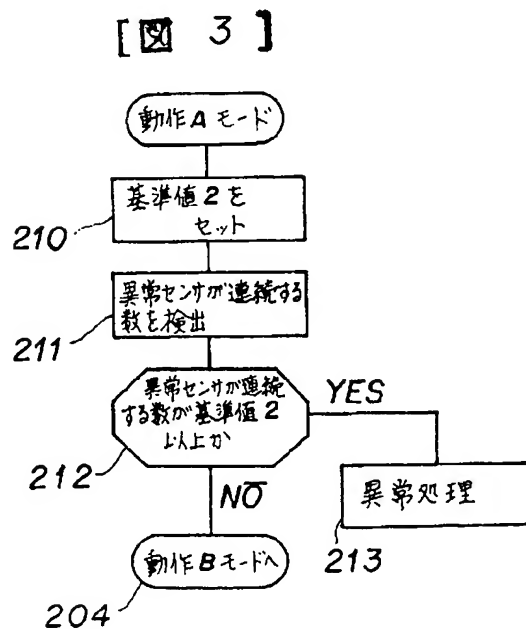 [図 3]
動作Aモード
基準値2を
セット
210
異常センサが連続する
数を検出
211
異常センサが連続
する数が基準値2
以上か
YES
212
NO
異常処理
213
動作Bモードへ
204